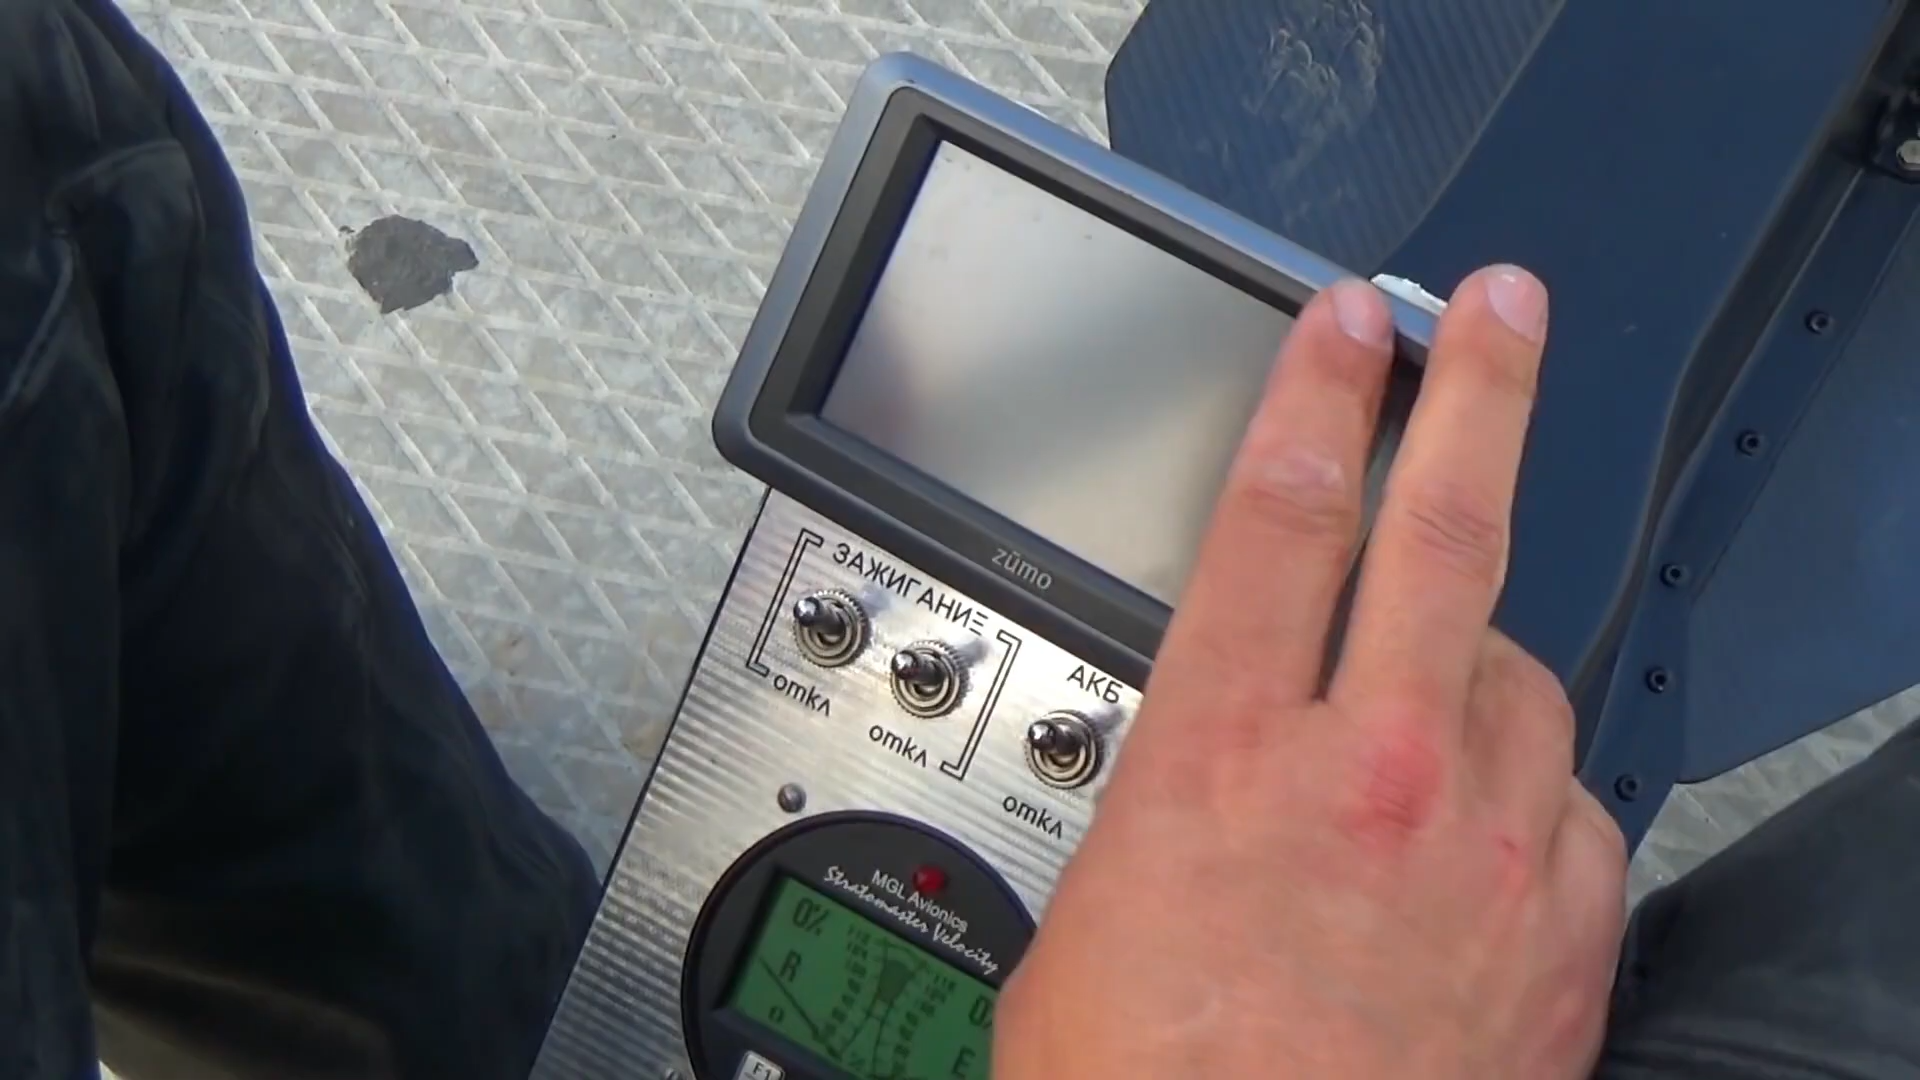 zūmo
ЗАЖИГАНИЕ
откл
откл
АКБ
откл
MGL Avionics
Stratomaster Velocity
0%
R
E
F1